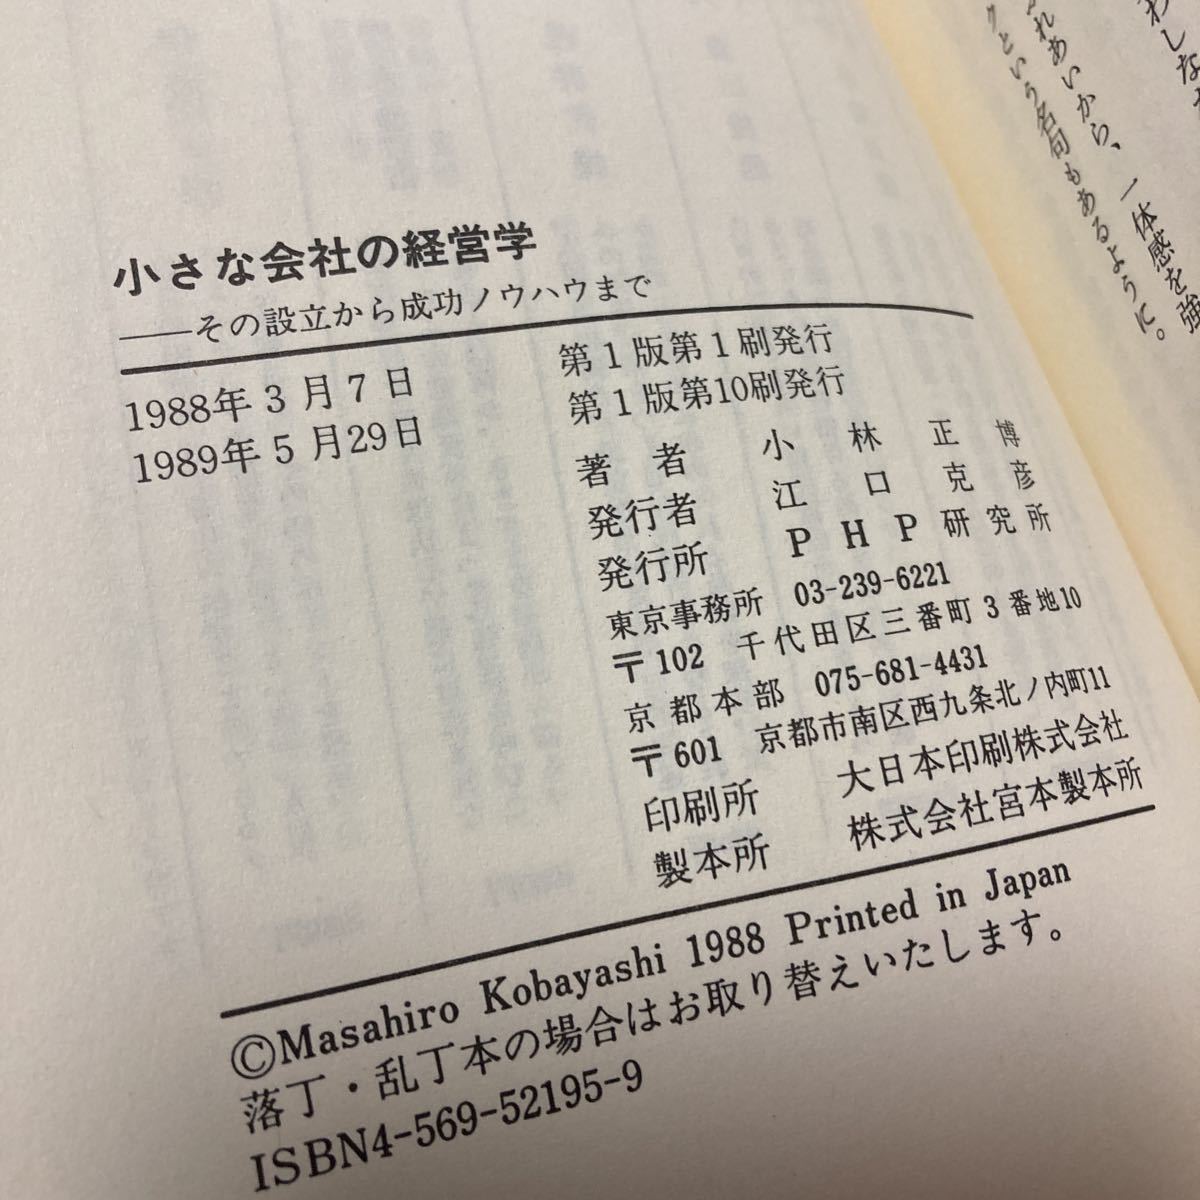 小さな会社の経営学
――その設立から成功ノウハウまで
1988年3月7日 第1版第1刷発行
1989年5月29日 第1版第10刷発行
著者 小林正博
発行者 江口克彦
発行所 PHP研究所
東京事務所 03-239-6221
〒102 千代田区三番町3番地10
京都本部 075-681-4431
〒601 京都市南区西九条北ノ内町11
印刷所 大日本印刷株式会社
製本所 株式会社宮本製本所
©Masahiro Kobayashi 1988 Printed in Japan
落丁・乱丁本の場合はお取り替えいたします。
ISBN4-569-52195-9
わしな
れあいから、一体感を強
クという名句もあるように。